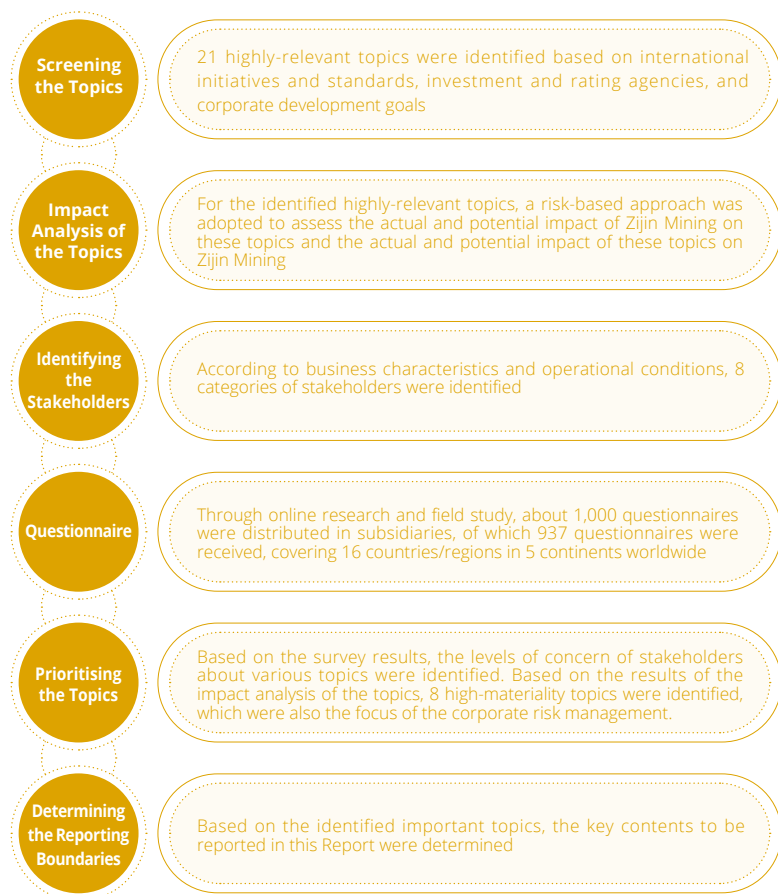 Screening
the Topics
21 highly-relevant topics were identified based on international
initiatives and standards, investment and rating agencies, and
corporate development goals
Impact
Analysis of
the Topics
For the identified highly-relevant topics, a risk-based approach was
adopted to assess the actual and potential impact of Zijin Mining on
these topics and the actual and potential impact of these topics on
Zijin Mining
Identifying
the
Stakeholders
According to business characteristics and operational conditions, 8
categories of stakeholders were identified
Questionnaire
Through online research and field study, about 1,000 questionnaires
were distributed in subsidiaries, of which 937 questionnaires were
received, covering 16 countries/regions in 5 continents worldwide
Prioritising
the Topics
Based on the survey results, the levels of concern of stakeholders
about various topics were identified. Based on the results of the
impact analysis of the topics, 8 high-materiality topics were identified,
which were also the focus of the corporate risk management.
Determining
the Reporting
Boundaries
Based on the identified important topics, the key contents to be
reported in this Report were determined